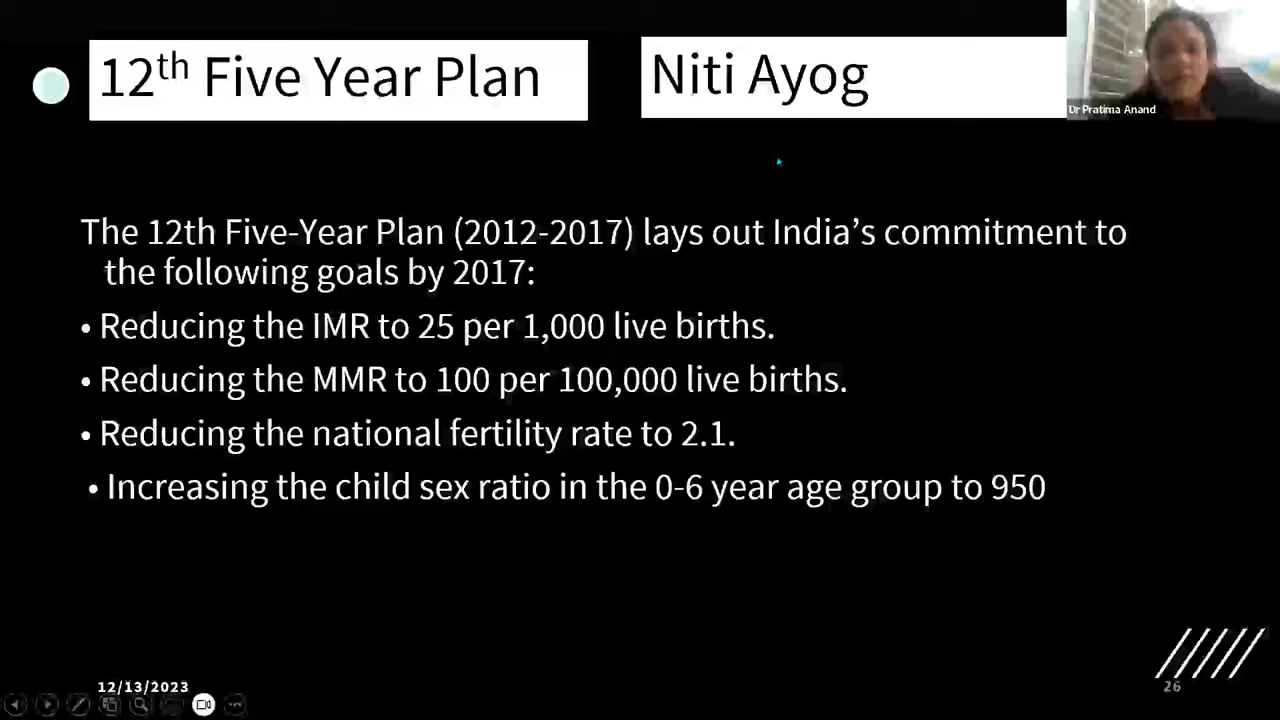 12th Five Year Plan
Niti Ayog
Dr Pratima Anand
The 12th Five-Year Plan (2012-2017) lays out India’s commitment to
the following goals by 2017:
• Reducing the IMR to 25 per 1,000 live births.
• Reducing the MMR to 100 per 100,000 live births.
• Reducing the national fertility rate to 2.1.
• Increasing the child sex ratio in the 0-6 year age group to 950
12/13/2023
26